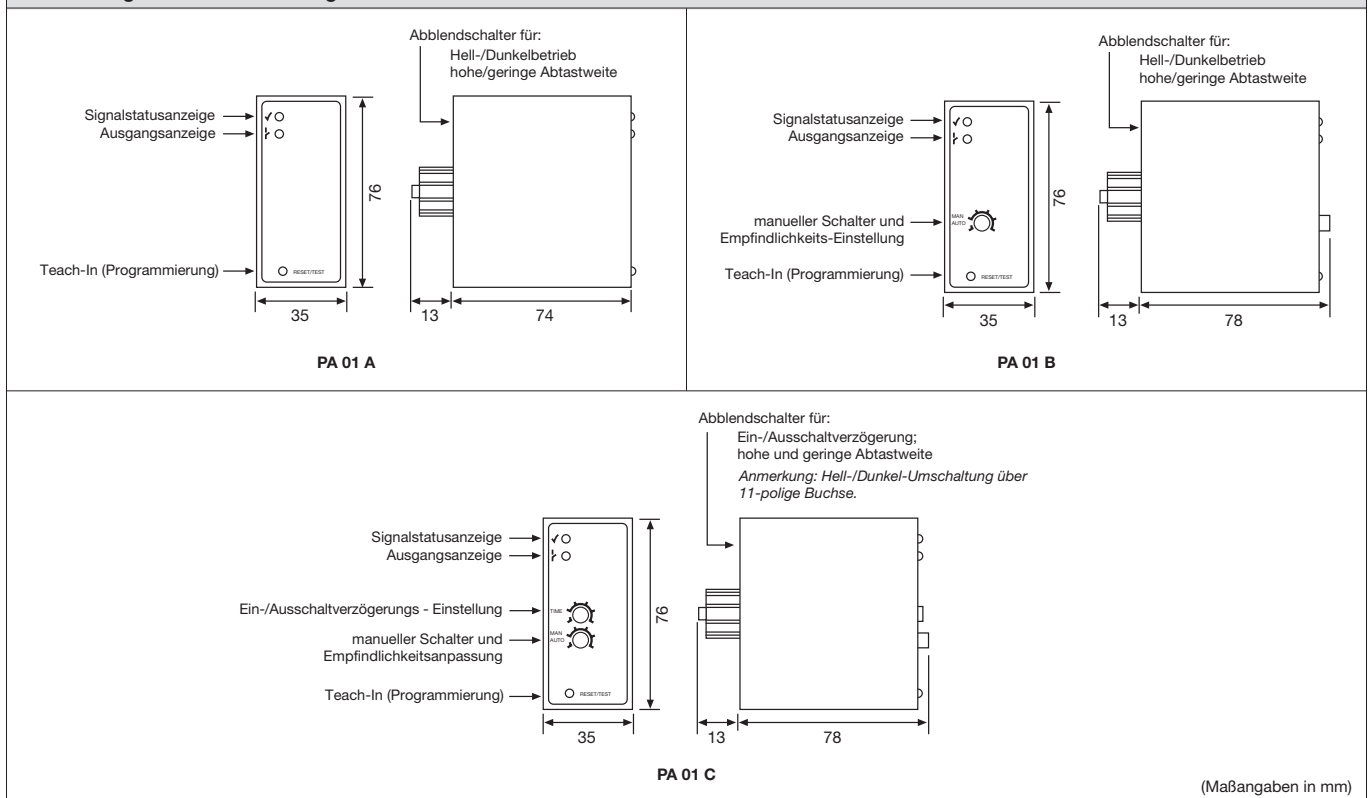 Abblendschalter für:
Hell-/Dunkelbetrieb
hohe/geringe Abtastweite
Signalstatusanzeige
Ausgangsanzeige
76
Teach-In (Programmierung)
RESET/TEST
35
13
74
PA 01 A
Abblendschalter für:
Hell-/Dunkelbetrieb
hohe/geringe Abtastweite
Signalstatusanzeige
Ausgangsanzeige
76
manueller Schalter und
Empfindlichkeits-Einstellung
MAN
AUTO
Teach-In (Programmierung)
RESET/TEST
35
13
78
PA 01 B
Abblendschalter für:
Ein-/Ausschaltverzögerung;
hohe und geringe Abtastweite
Anmerkung: Hell-/Dunkel-Umschaltung über
11-polige Buchse.
Signalstatusanzeige
Ausgangsanzeige
76
Ein-/Ausschaltverzögerungs - Einstellung
TIME
manueller Schalter und
Empfindlichkeitsanpassung
MAN
AUTO
Teach-In (Programmierung)
RESET/TEST
35
13
78
PA 01 C
(Maßangaben in mm)